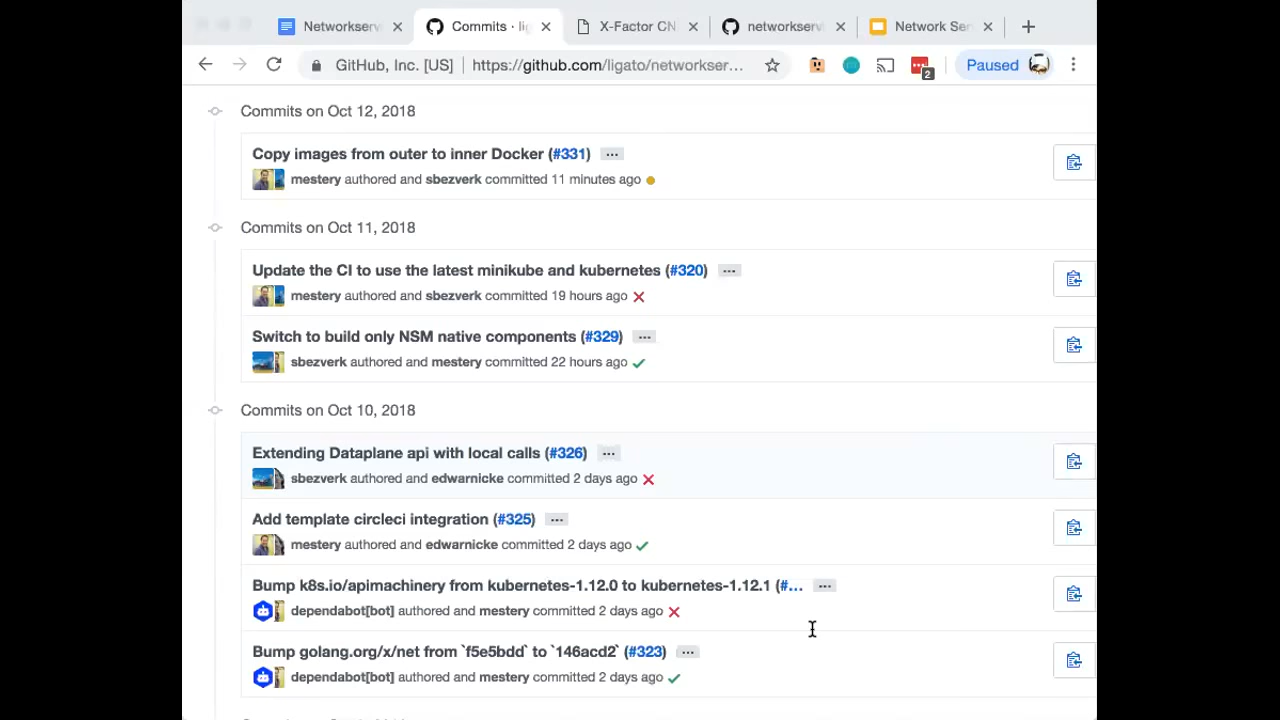 Networkservi
Commits · lig
X-Factor CN
networkservi
Network Ser
GitHub, Inc. [US]
https://github.com/ligato/networkser...
2
Paused
Commits on Oct 12, 2018
Copy images from outer to inner Docker (#331) ...
mestery authored and sbezverk committed 11 minutes ago
Commits on Oct 11, 2018
Update the CI to use the latest minikube and kubernetes (#320) ...
mestery authored and sbezverk committed 19 hours ago
Switch to build only NSM native components (#329) ...
sbezverk authored and mestery committed 22 hours ago
Commits on Oct 10, 2018
Extending Dataplane api with local calls (#326) ...
sbezverk authored and edwarnicke committed 2 days ago
Add template circleci integration (#325) ...
mestery authored and edwarnicke committed 2 days ago
Bump k8s.io/apimachinery from kubernetes-1.12.0 to kubernetes-1.12.1 (#... ...
dependabot[bot] authored and mestery committed 2 days ago
Bump golang.org/x/net from `f5e5bdd` to `146acd2` (#323) ...
dependabot[bot] authored and mestery committed 2 days ago